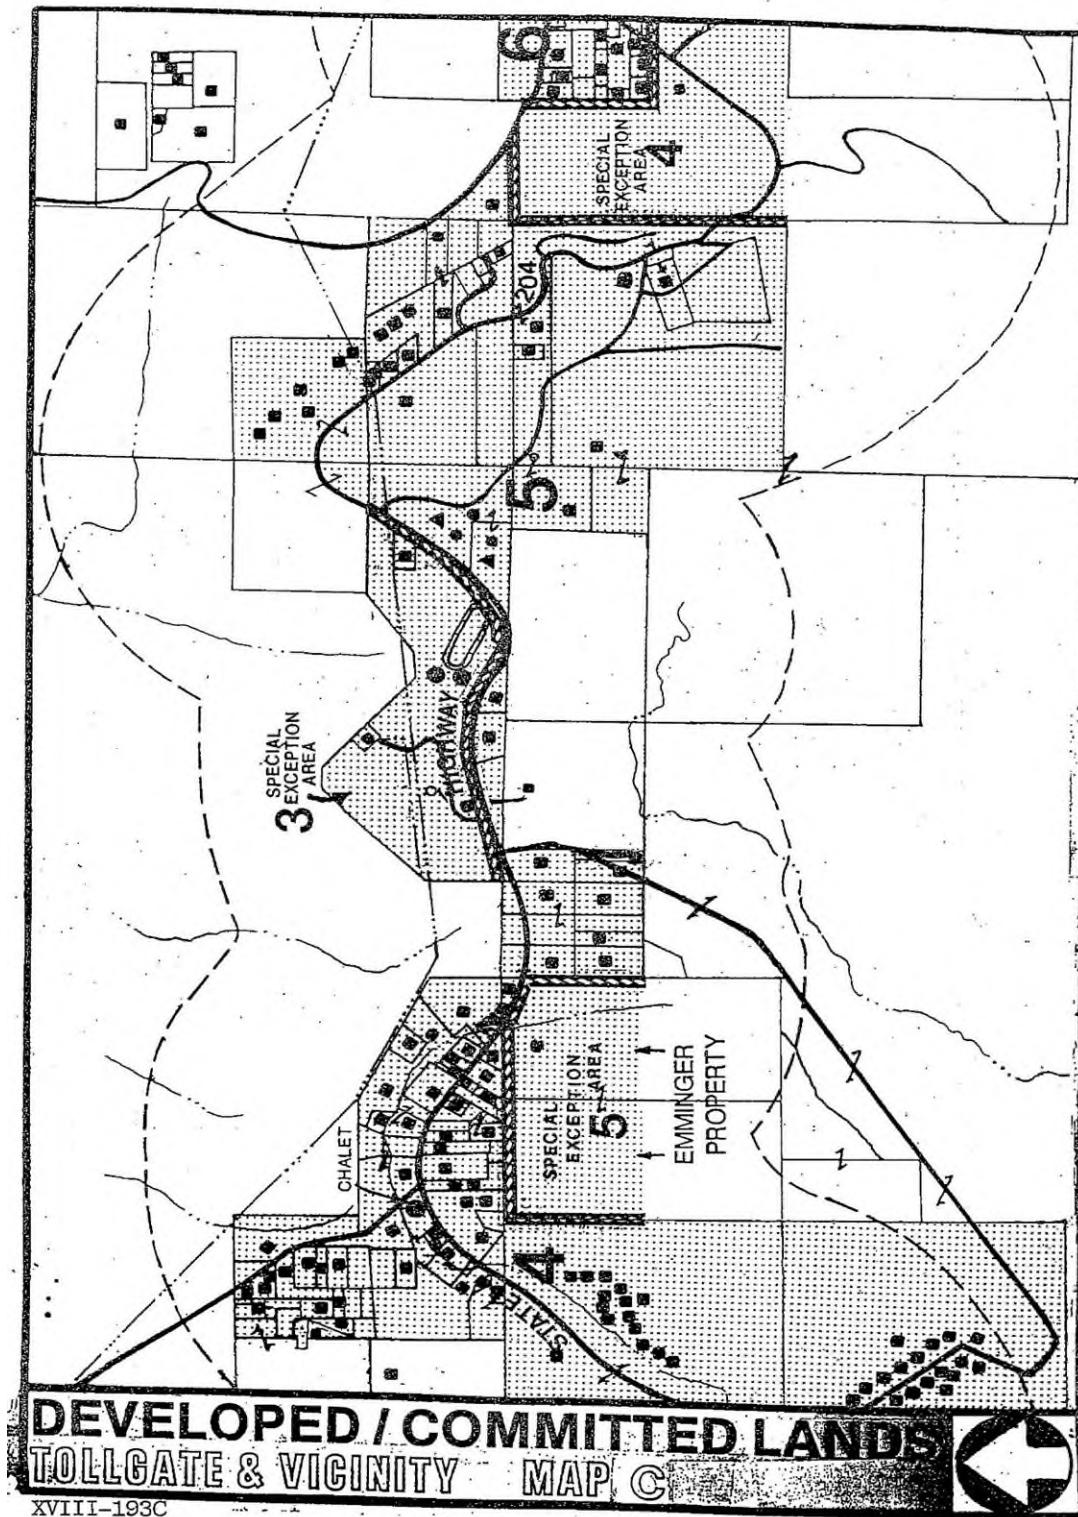 6
SPECIAL
EXCEPTION
AREA
4
204
5
SPECIAL
EXCEPTION
AREA
3
HIGHWAY
CHALET
SPECIAL
EXCEPTION
AREA
5
EMMINGER
PROPERTY
4
STATE
DEVELOPED / COMMITTED LANDS
TOLLGATE & VICINITY MAP C
XVIII-193C